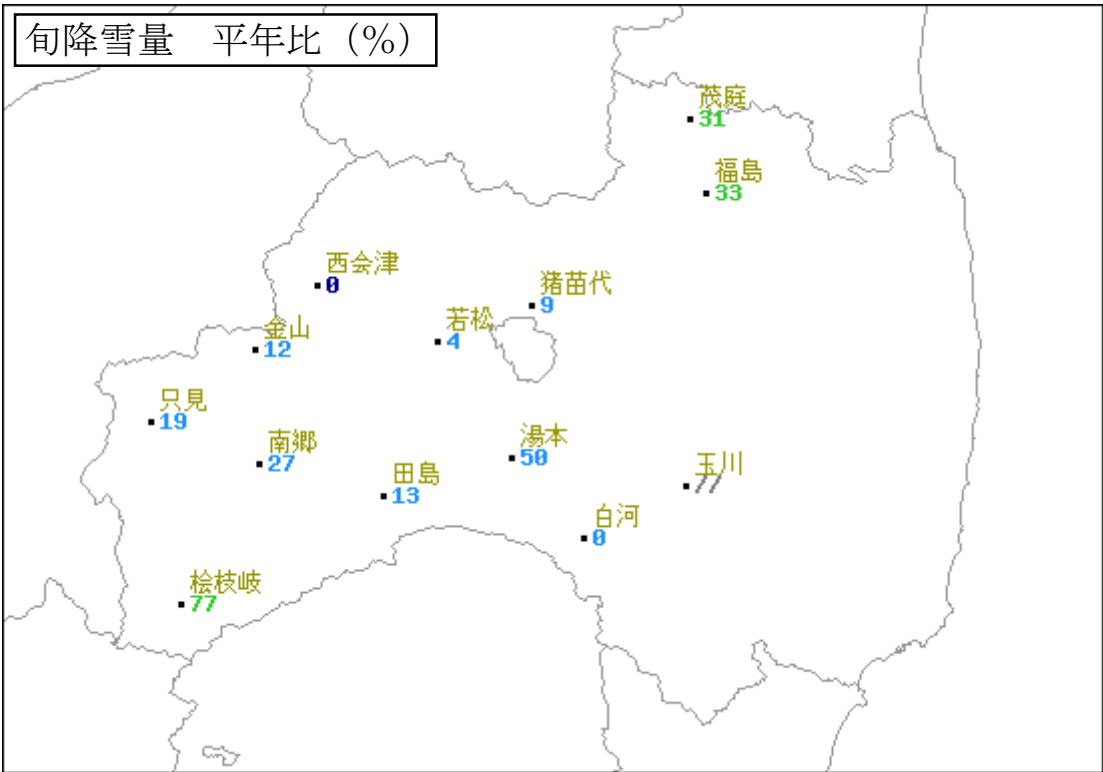 旬降雪量　平年比（％）
茂庭
31
福島
33
西会津
0
猪苗代
9
若松
4
金山
12
只見
19
南郷
27
湯本
50
田島
13
玉川
//
白河
0
桧枝岐
77